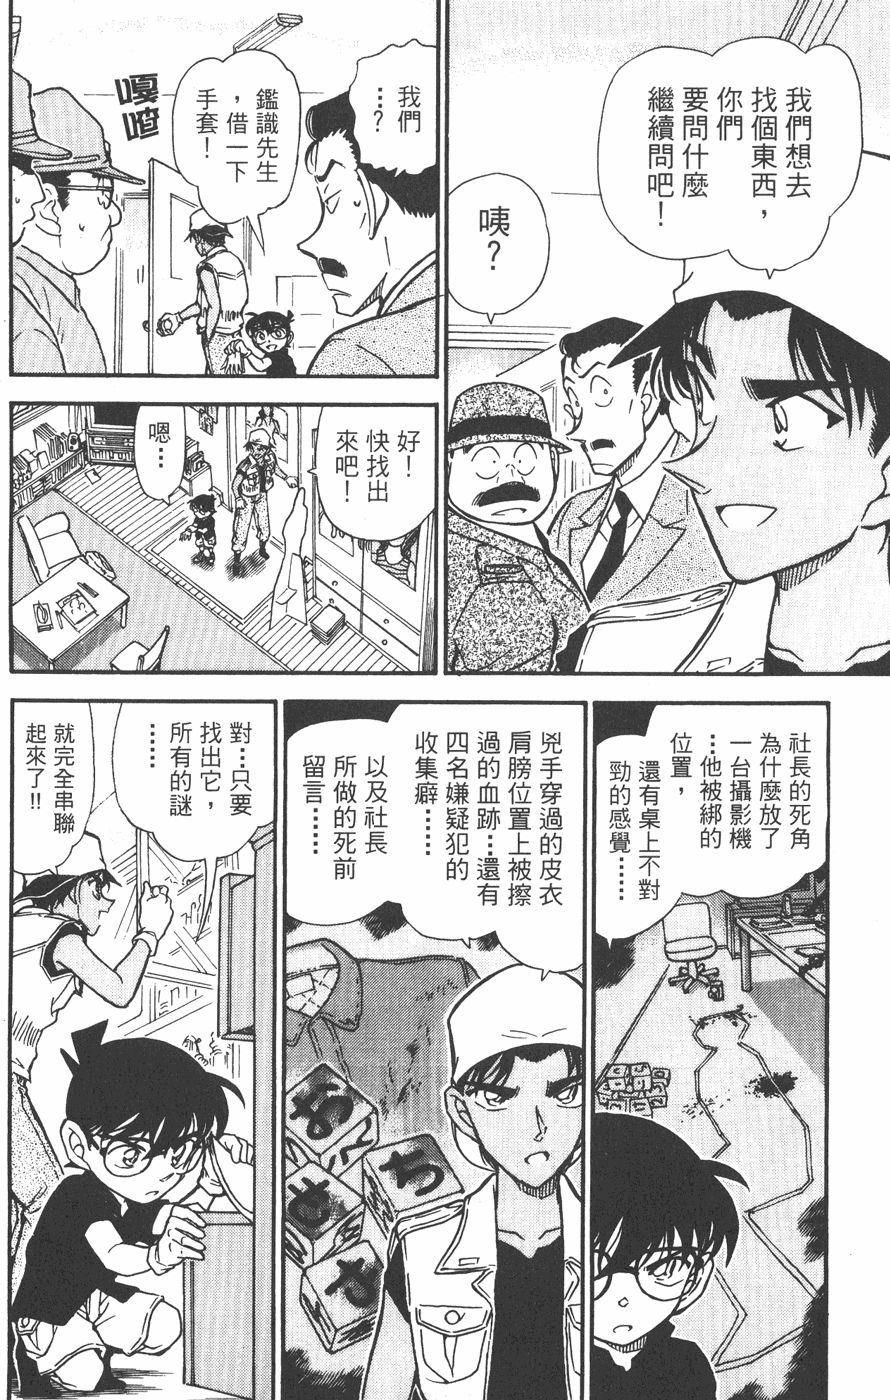 我們想去
找個東西，
你們
要問什麼
繼續問吧！
咦？
我們
…？
鑑識先生
，借一下
手套！
嘎喳
好！
快找出
來吧！
嗯…
社長的死角
為什麼放了
一台攝影機
…他被綁的
位置，
還有桌上不對
勁的感覺……
兇手穿過的皮衣
肩膀位置上被擦
過的血跡…還有
四名嫌疑犯的
收集癖……
以及社長
所做的死前
留言……
對…只要
找出它，
所有的謎
……
就完全串聯
起來了!!
お
ち